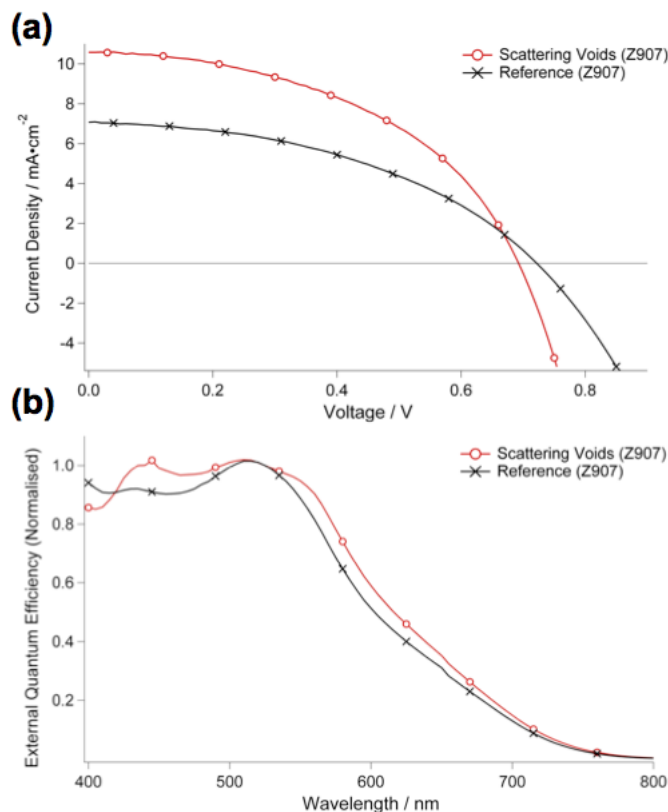 (a)
10
8
6
4
2
0
-2
-4
Current Density / mA•cm⁻²
Scattering Voids (Z907)
Reference (Z907)
0.0 0.2 0.4 0.6 0.8
Voltage / V
(b)
1.0
0.8
0.6
0.4
0.2
External Quantum Efficiency (Normalised)
Scattering Voids (Z907)
Reference (Z907)
400 500 600 700 800
Wavelength / nm